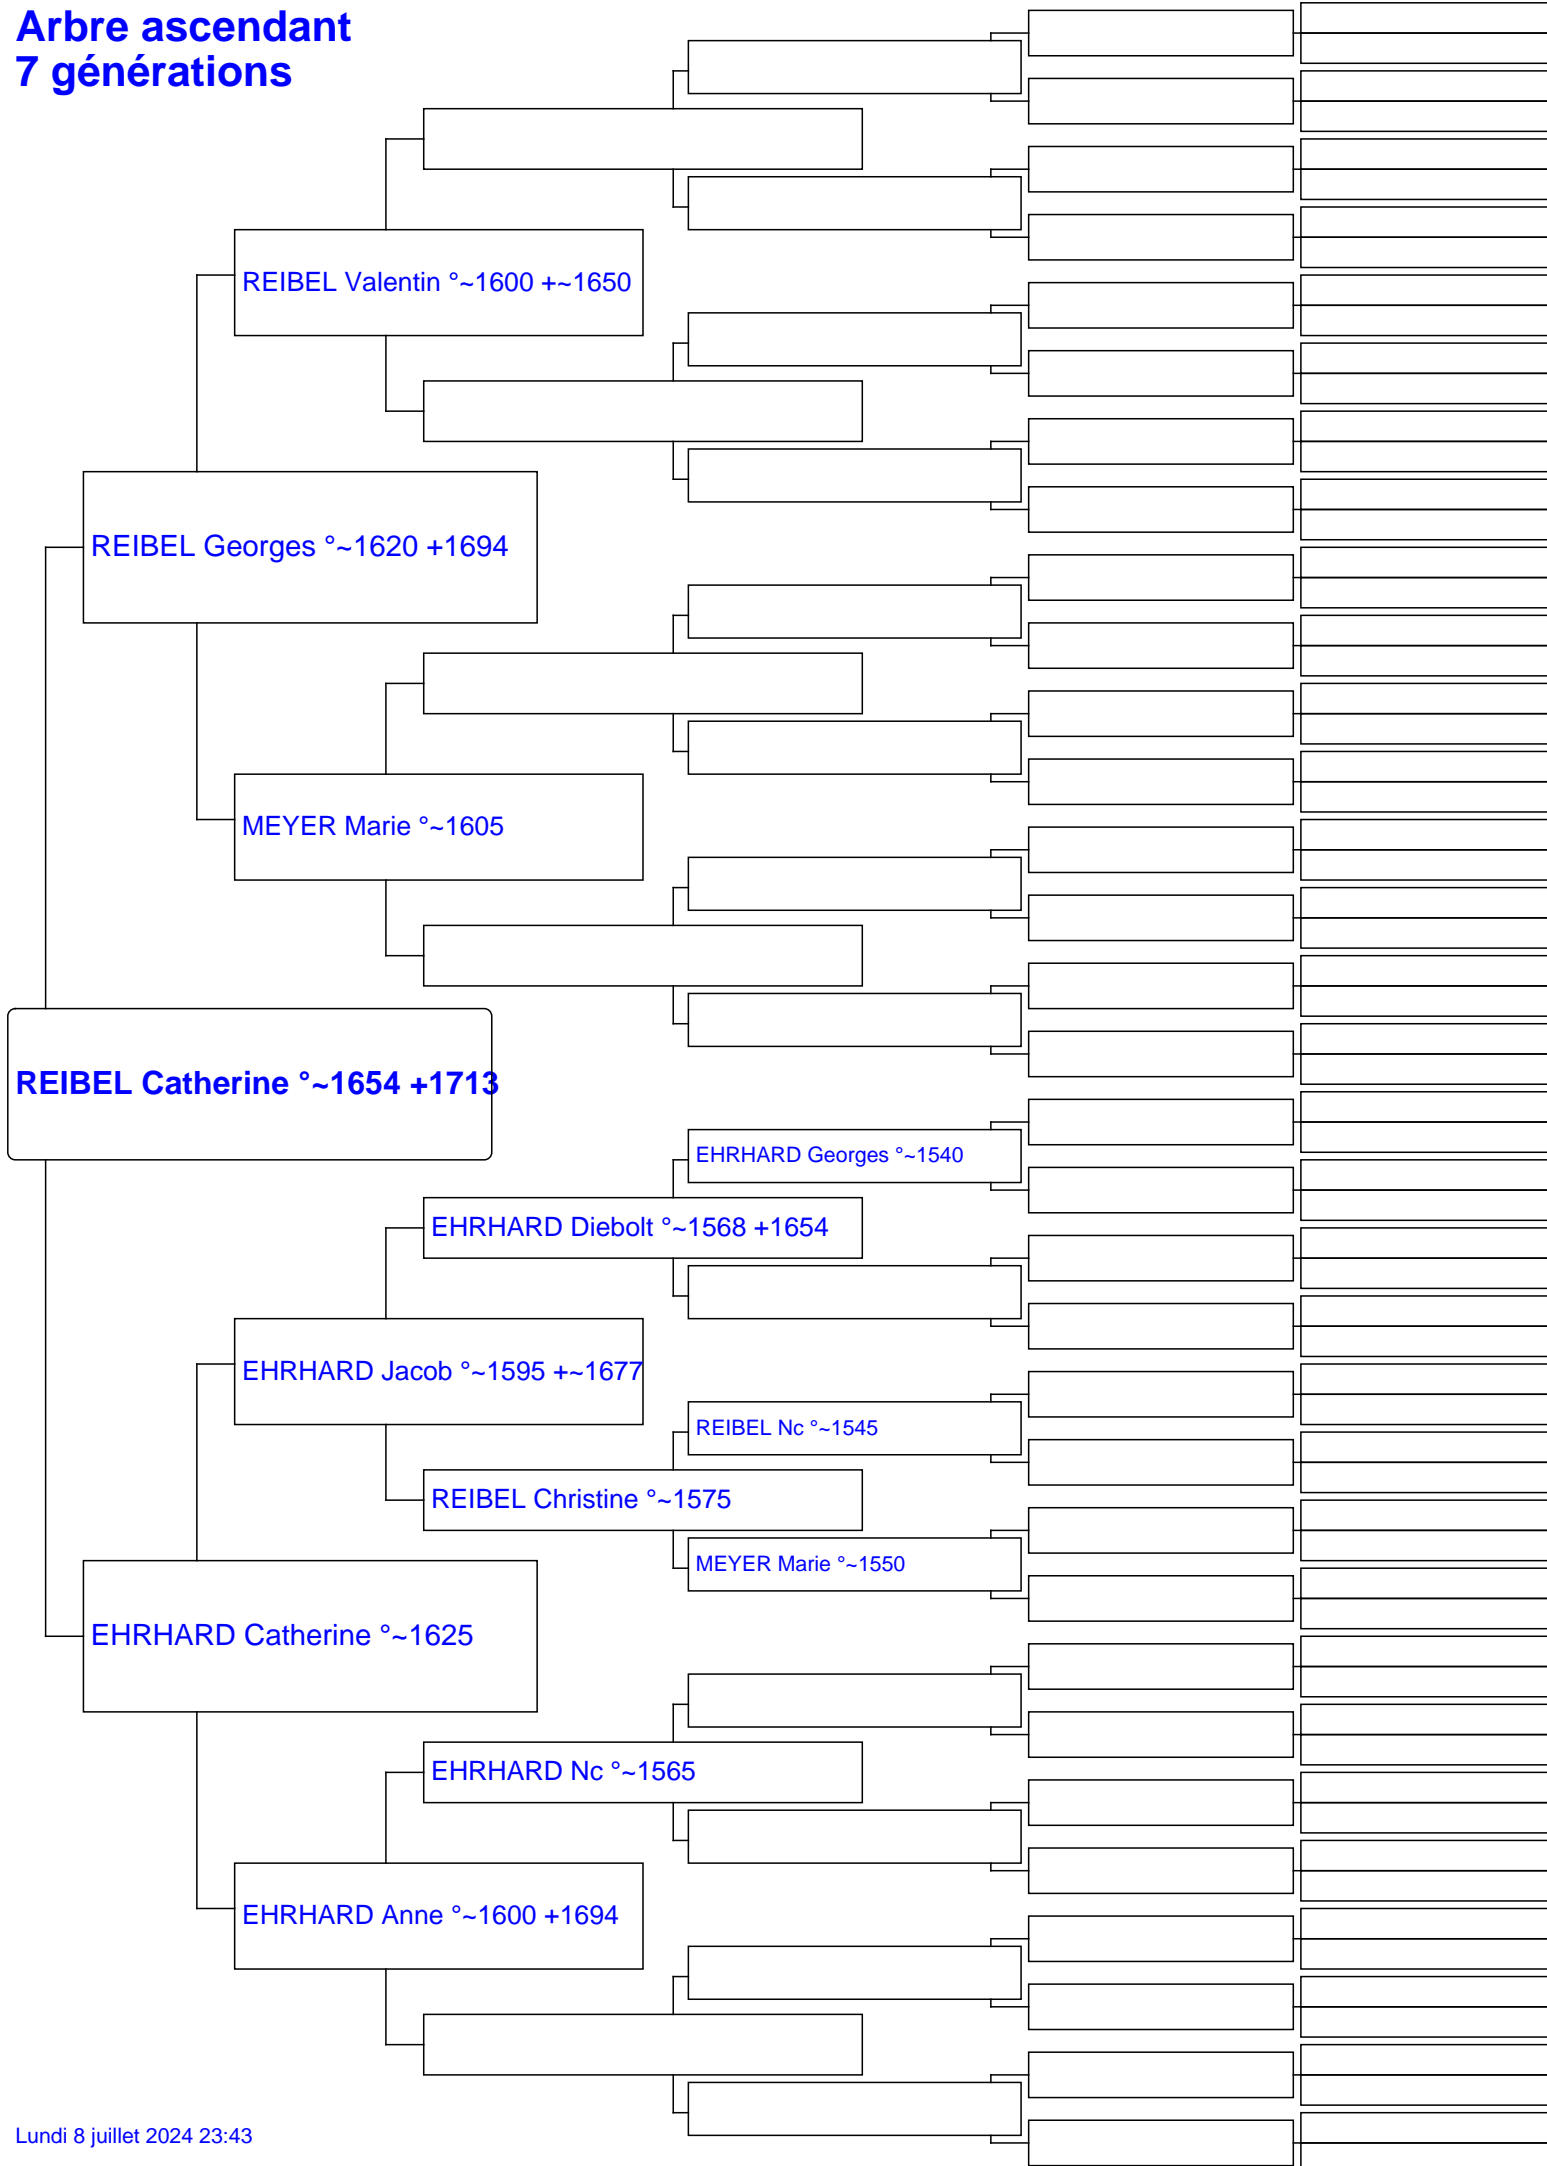 Arbre ascendant
7 générations
REIBEL Valentin °~1600 +~1650
REIBEL Georges °~1620 +1694
MEYER Marie °~1605
REIBEL Catherine °~1654 +1713
EHRHARD Georges °~1540
EHRHARD Diebolt °~1568 +1654
EHRHARD Jacob °~1595 +~1677
REIBEL Nc °~1545
REIBEL Christine °~1575
MEYER Marie °~1550
EHRHARD Catherine °~1625
EHRHARD Nc °~1565
EHRHARD Anne °~1600 +1694
Lundi 8 juillet 2024 23:43